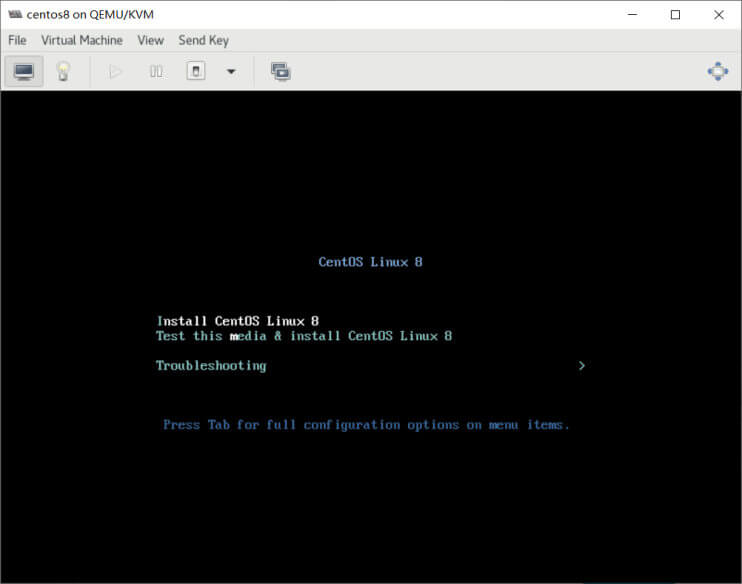 centos8 on QEMU/KVM
File Virtual Machine View Send Key
CentOS Linux 8
Install CentOS Linux 8
Test this media & install CentOS Linux 8
Troubleshooting >
Press Tab for full configuration options on menu items.